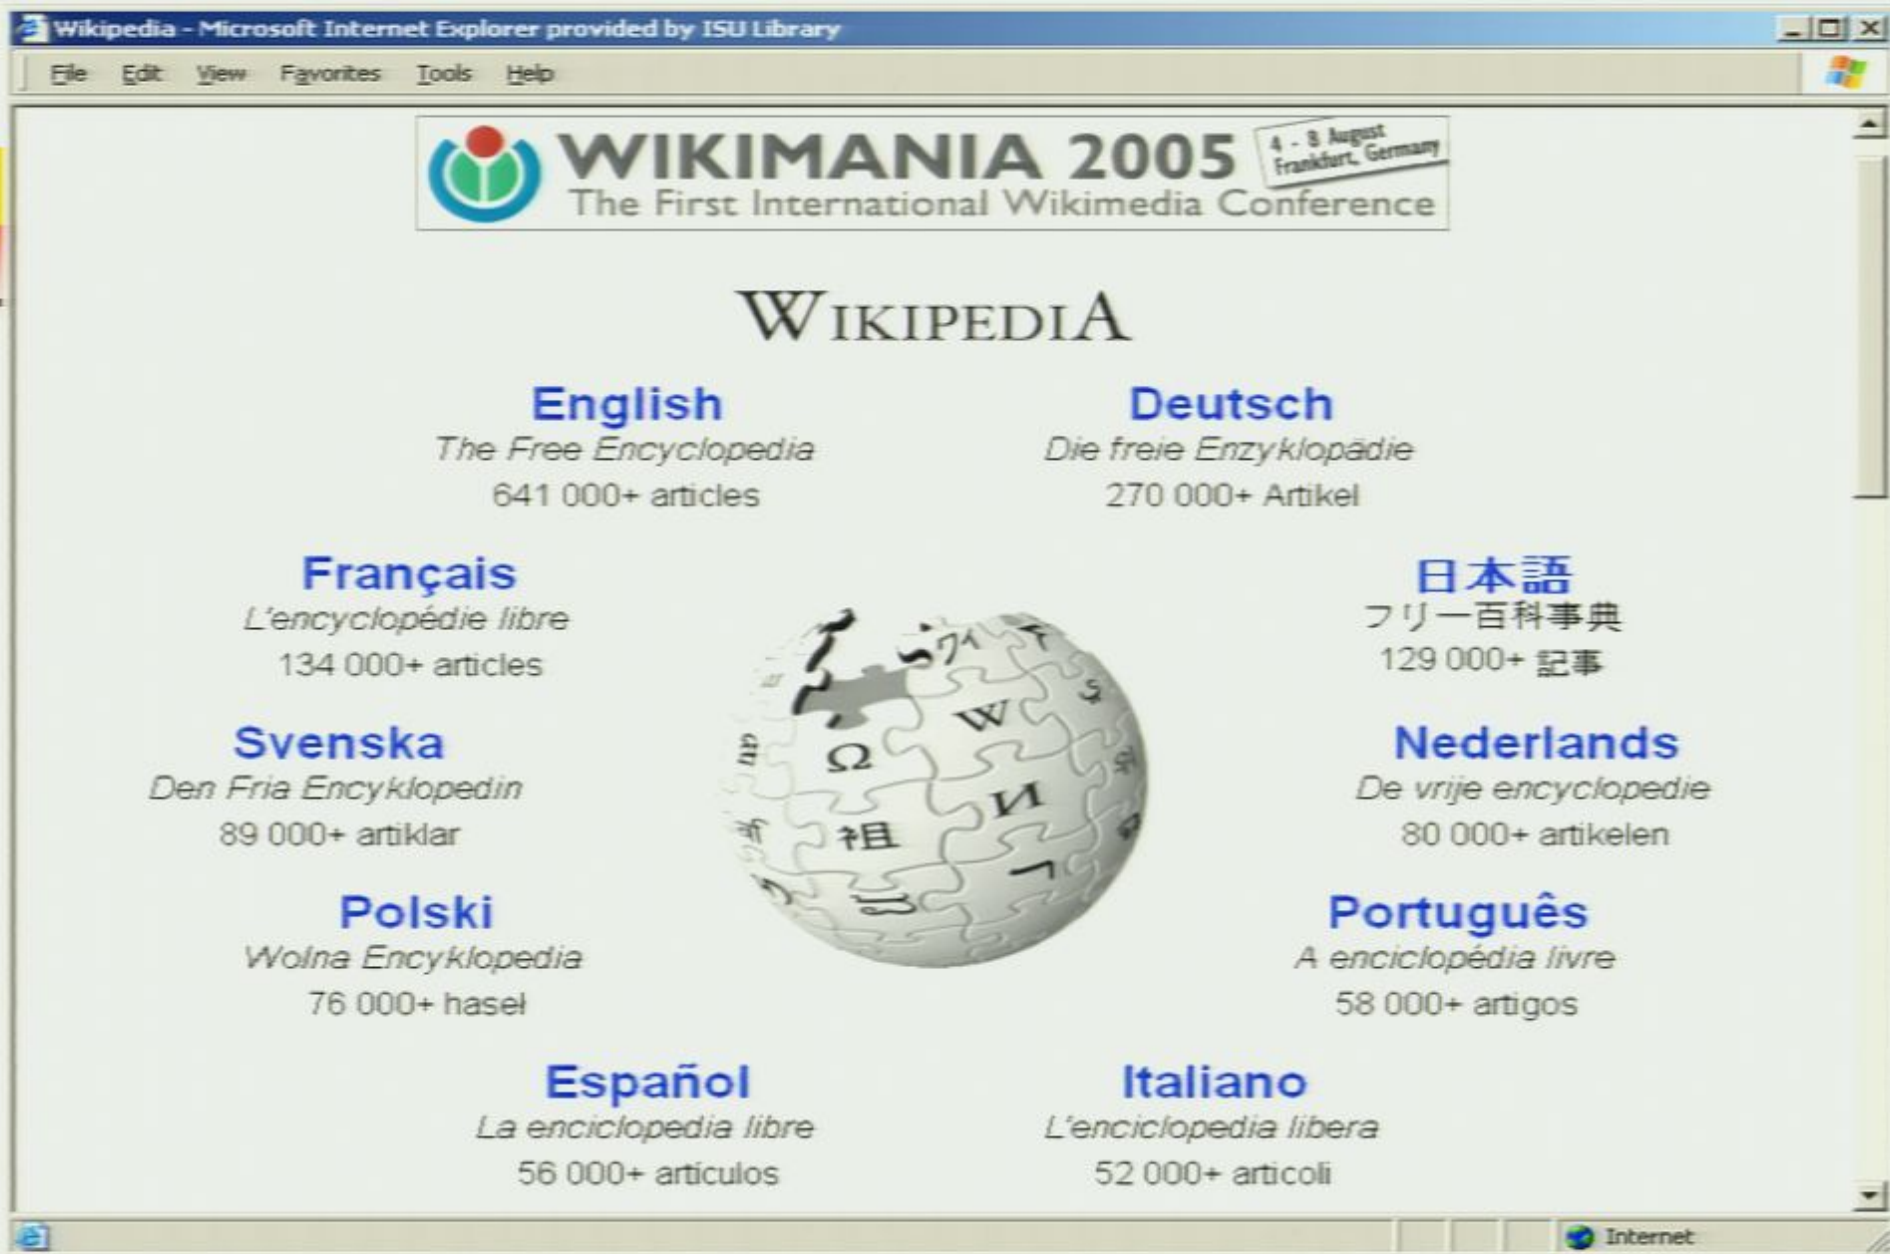 Wikipedia - Microsoft Internet Explorer provided by ISU Library
File Edit View Favorites Tools Help
WIKIMANIA 2005
4 - 8 August
Frankfurt, Germany
The First International Wikimedia Conference
WIKIPEDIA
English
The Free Encyclopedia
641 000+ articles
Deutsch
Die freie Enzyklopädie
270 000+ Artikel
Français
L'encyclopédie libre
134 000+ articles
日本語
フリー百科事典
129 000+ 記事
Svenska
Den Fria Encyklopedin
89 000+ artiklar
Nederlands
De vrije encyclopedie
80 000+ artikelen
Polski
Wolna Encyklopedia
76 000+ haseł
Português
A enciclopédia livre
58 000+ artigos
Español
La enciclopedia libre
56 000+ artículos
Italiano
L'enciclopedia libera
52 000+ articoli
ワィ
W
Ω
И
祖
Internet